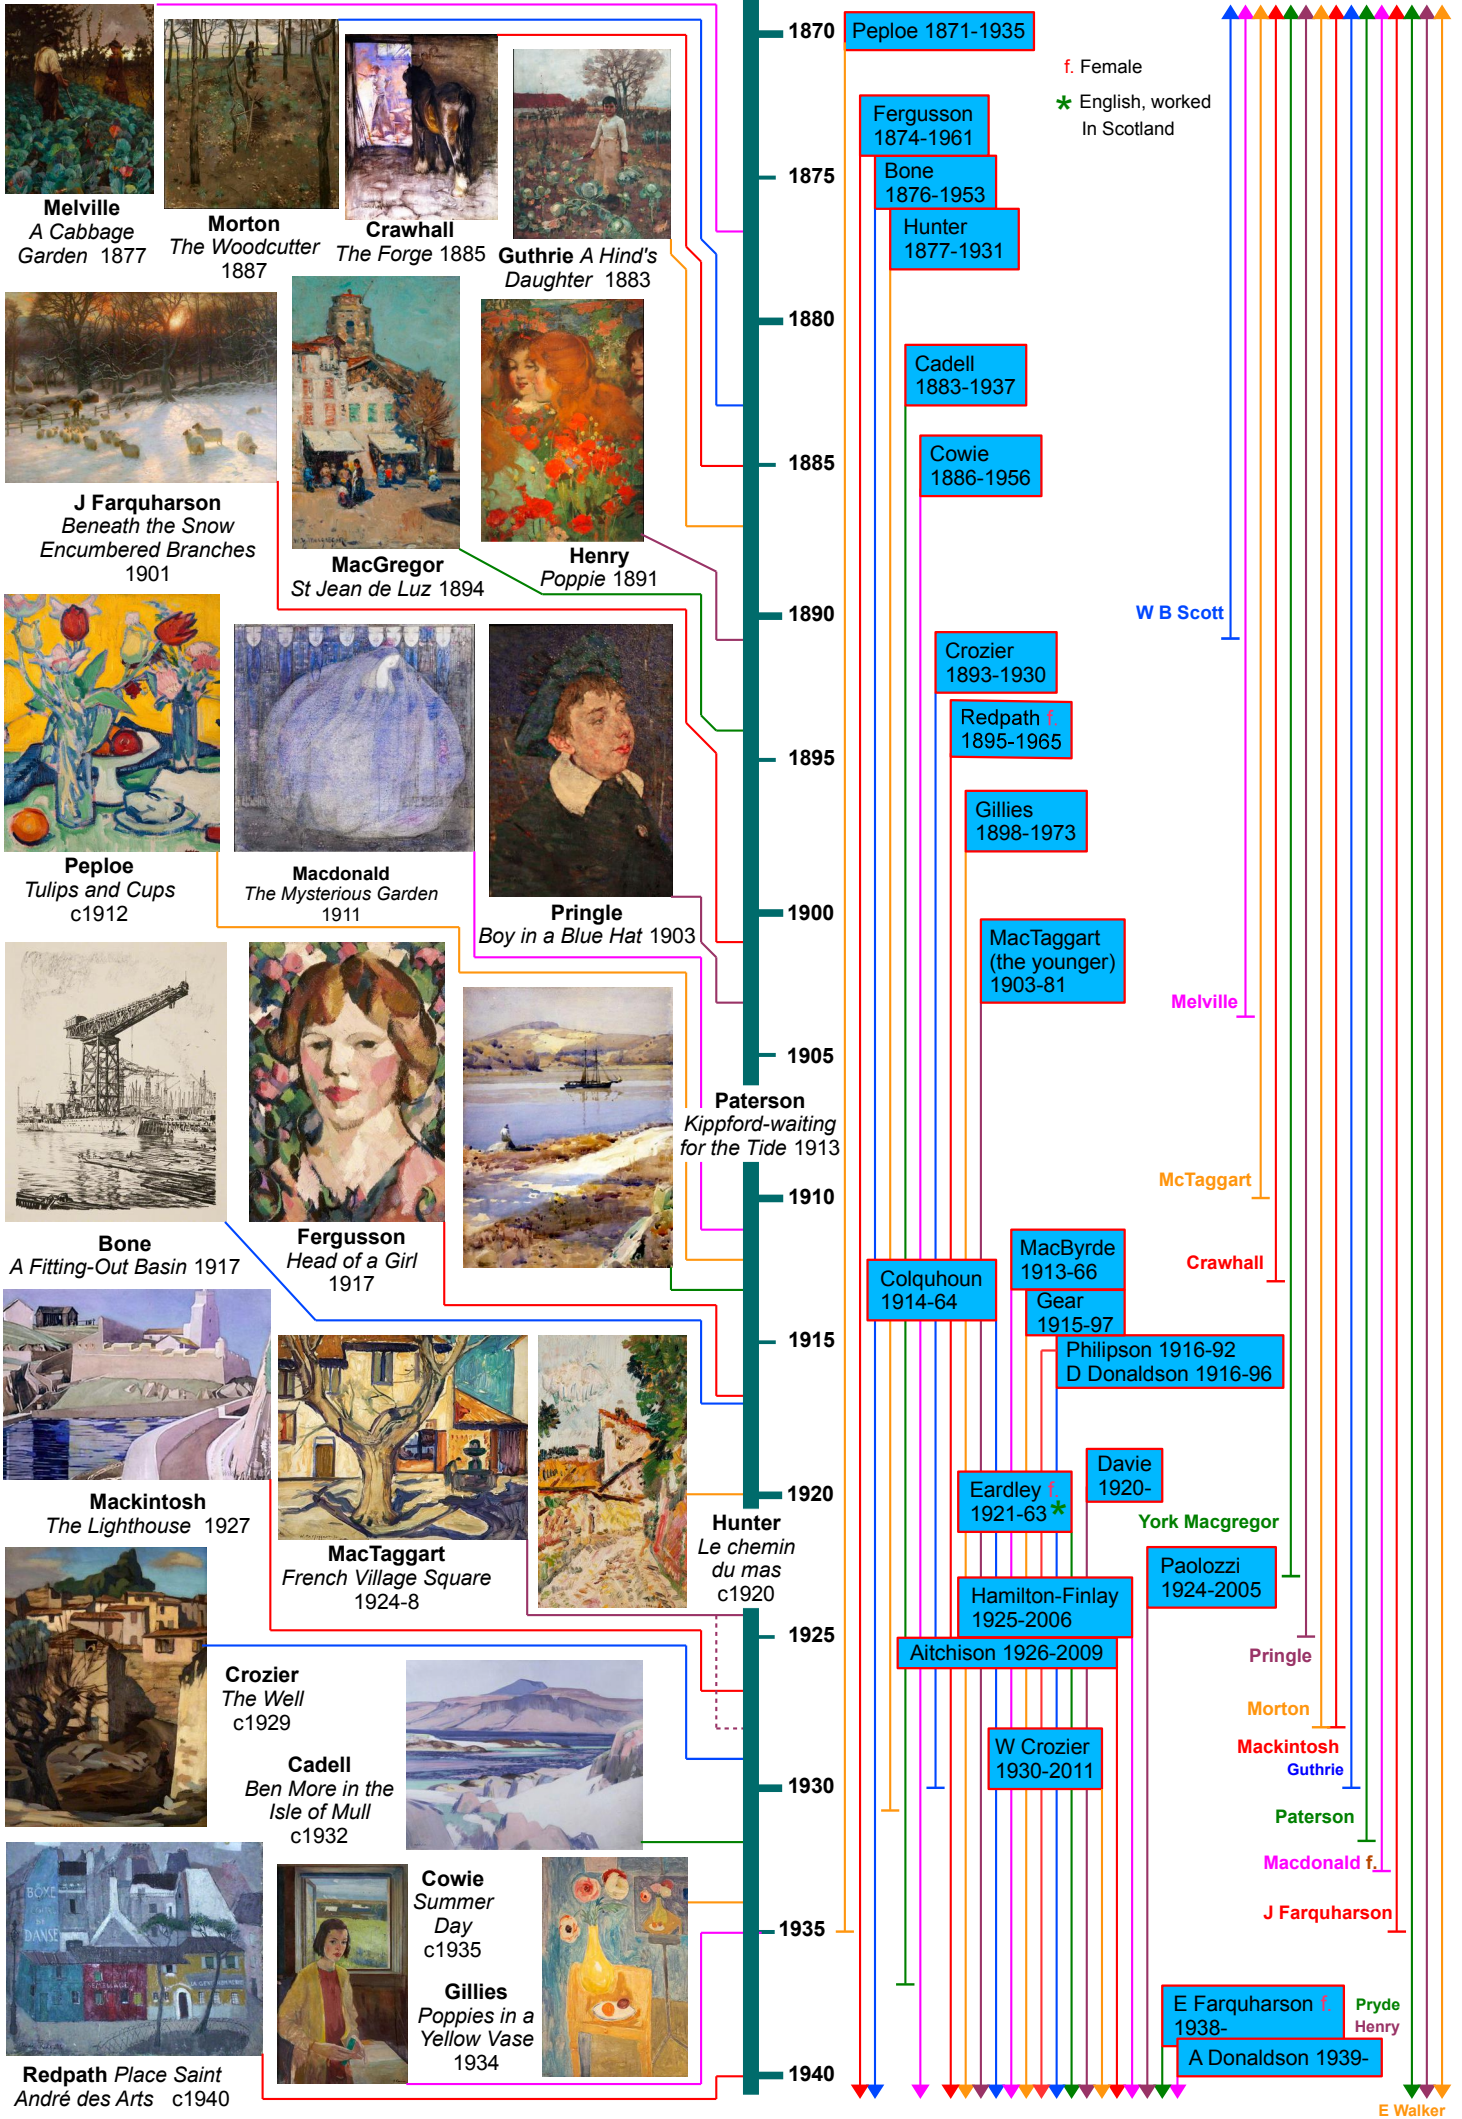 Melville
A Cabbage
Garden 1877
Morton
The Woodcutter
1887
Crawhall
The Forge 1885
Guthrie A Hind's
Daughter 1883
J Farquharson
Beneath the Snow
Encumbered Branches
1901
MacGregor
St Jean de Luz 1894
Henry
Poppie 1891
Peploe
Tulips and Cups
c1912
Macdonald
The Mysterious Garden
1911
Pringle
Boy in a Blue Hat 1903
Bone
A Fitting-Out Basin 1917
Fergusson
Head of a Girl
1917
Paterson
Kippford-waiting
for the Tide 1913
Mackintosh
The Lighthouse 1927
MacTaggart
French Village Square
1924-8
Hunter
Le chemin
du mas
c1920
Crozier
The Well
c1929
Cadell
Ben More in the
Isle of Mull
c1932
BOXE
DANSE
Redpath Place Saint
André des Arts c1940
Cowie
Summer
Day
c1935
Gillies
Poppies in a
Yellow Vase
1934
1870
1875
1880
1885
1890
1895
1900
1905
1910
1915
1920
1925
1930
1935
1940
Peploe 1871-1935
f. Female
* English, worked
In Scotland
Fergusson
1874-1961
Bone
1876-1953
Hunter
1877-1931
Cadell
1883-1937
Cowie
1886-1956
Crozier
1893-1930
Redpath f.
1895-1965
Gillies
1898-1973
MacTaggart
(the younger)
1903-81
MacByrde
1913-66
Colquhoun
1914-64
Gear
1915-97
Philipson 1916-92
D Donaldson 1916-96
Davie
1920-
Eardley f.
1921-63 *
Paolozzi
1924-2005
Hamilton-Finlay
1925-2006
Aitchison 1926-2009
W Crozier
1930-2011
E Farquharson f.
1938-
A Donaldson 1939-
W B Scott
Melville
McTaggart
Crawhall
York Macgregor
Pringle
Morton
Mackintosh
Guthrie
Paterson
Macdonald f.
J Farquharson
Pryde
Henry
E Walker